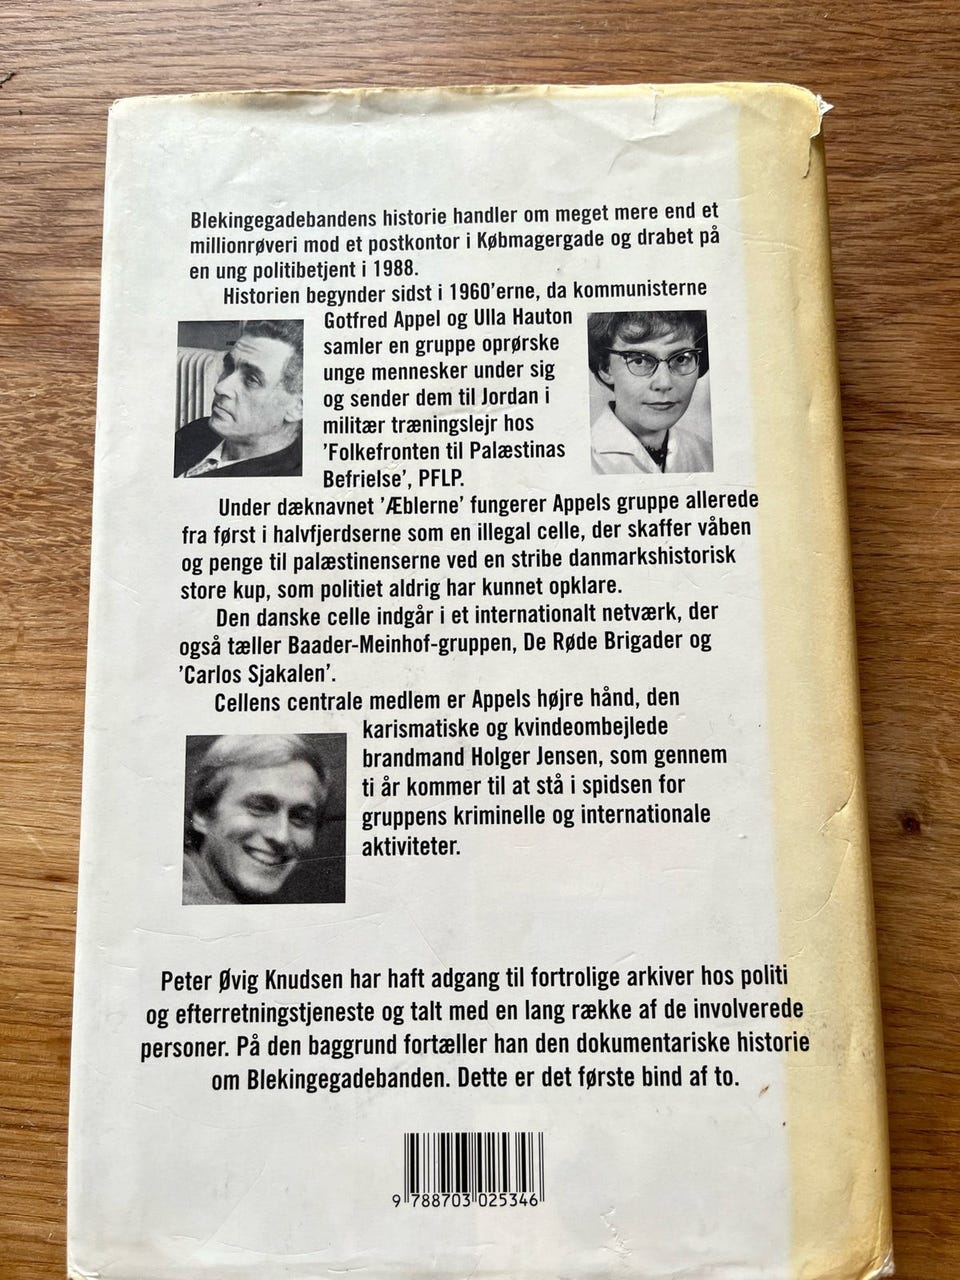 Blekingegadebandens historie handler om meget mere end et
millionrøveri mod et postkontor i Købmagergade og drabet på
en ung politibetjent i 1988.
Historien begynder sidst i 1960'erne, da kommunisterne
Gotfred Appel og Ulla Hauton
samler en gruppe oprørske
unge mennesker under sig
og sender dem til Jordan i
militær træningslejr hos
'Folkefronten til Palæstinas
Befrielse', PFLP.
Under dæknavnet 'Æblerne' fungerer Appels gruppe allerede
fra først i halvfjerdserne som en illegal celle, der skaffer våben
og penge til palæstinenserne ved en stribe danmarkshistorisk
store kup, som politiet aldrig har kunnet opklare.
Den danske celle indgår i et internationalt netværk, der
også tæller Baader-Meinhof-gruppen, De Røde Brigader og
'Carlos Sjakalen'.
Cellens centrale medlem er Appels højre hånd, den
karismatiske og kvindeombejlede
brandmand Holger Jensen, som gennem
ti år kommer til at stå i spidsen for
gruppens kriminelle og internationale
aktiviteter.
Peter Øvig Knudsen har haft adgang til fortrolige arkiver hos politi
og efterretningstjeneste og talt med en lang række af de involverede
personer. På den baggrund fortæller han den dokumentariske historie
om Blekingegadebanden. Dette er det første bind af to.
9 788703 025346